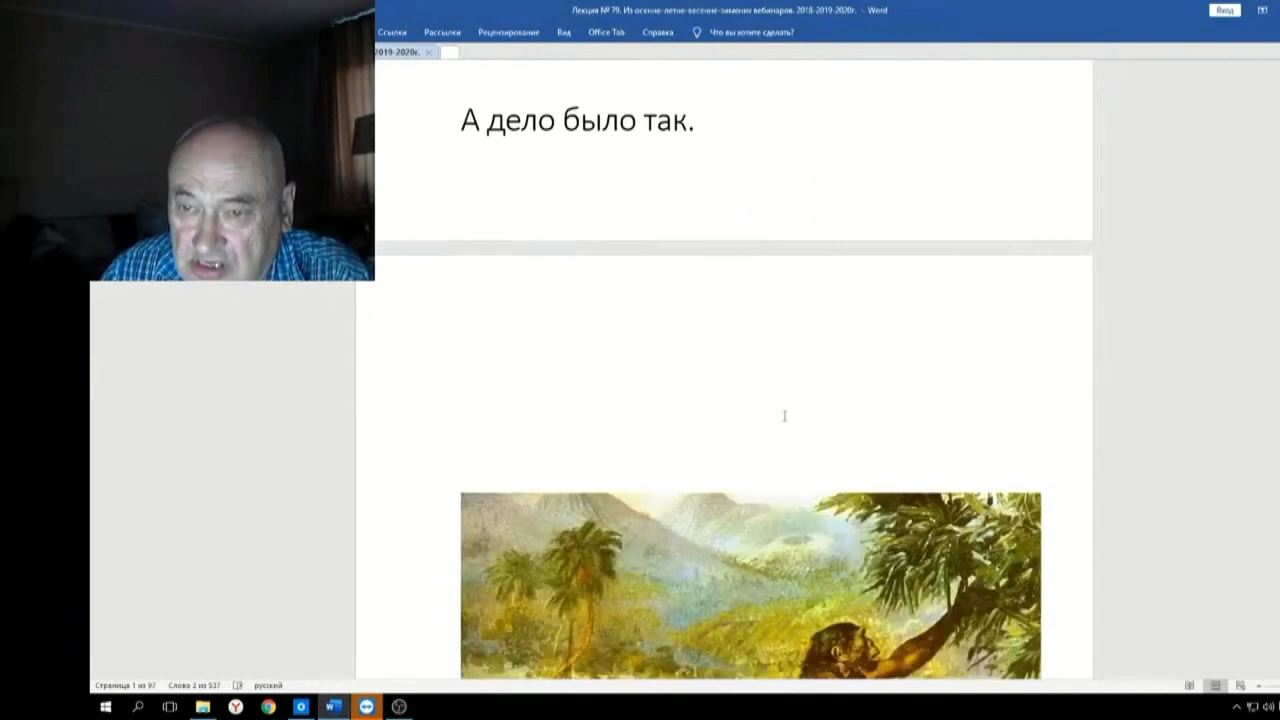 Лекция № 79. Из осенне-летне-весенне-зимних вебинаров. 2018-2019-2020г. - Word
Вход
Ссылки Рассылки Рецензирование Вид Office Tab Справка Что вы хотите сделать?
2019-2020г.
А дело было так.
Страница 1 из 97 Слово 2 из 537 русский